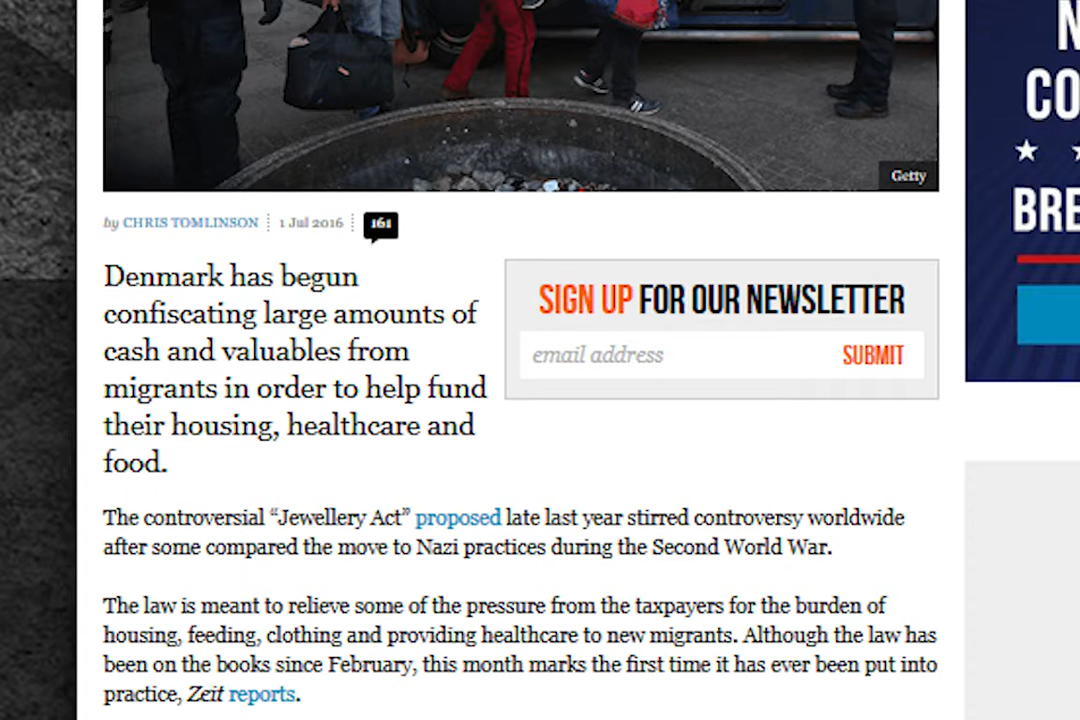 Getty
by CHRIS TOMLINSON 1 Jul 2016 161
Denmark has begun
confiscating large amounts of
cash and valuables from
migrants in order to help fund
their housing, healthcare and
food.
SIGN UP FOR OUR NEWSLETTER
email address SUBMIT
The controversial “Jewellery Act” proposed late last year stirred controversy worldwide
after some compared the move to Nazi practices during the Second World War.
The law is meant to relieve some of the pressure from the taxpayers for the burden of
housing, feeding, clothing and providing healthcare to new migrants. Although the law has
been on the books since February, this month marks the first time it has ever been put into
practice, Zeit reports.
N
CO
BRE